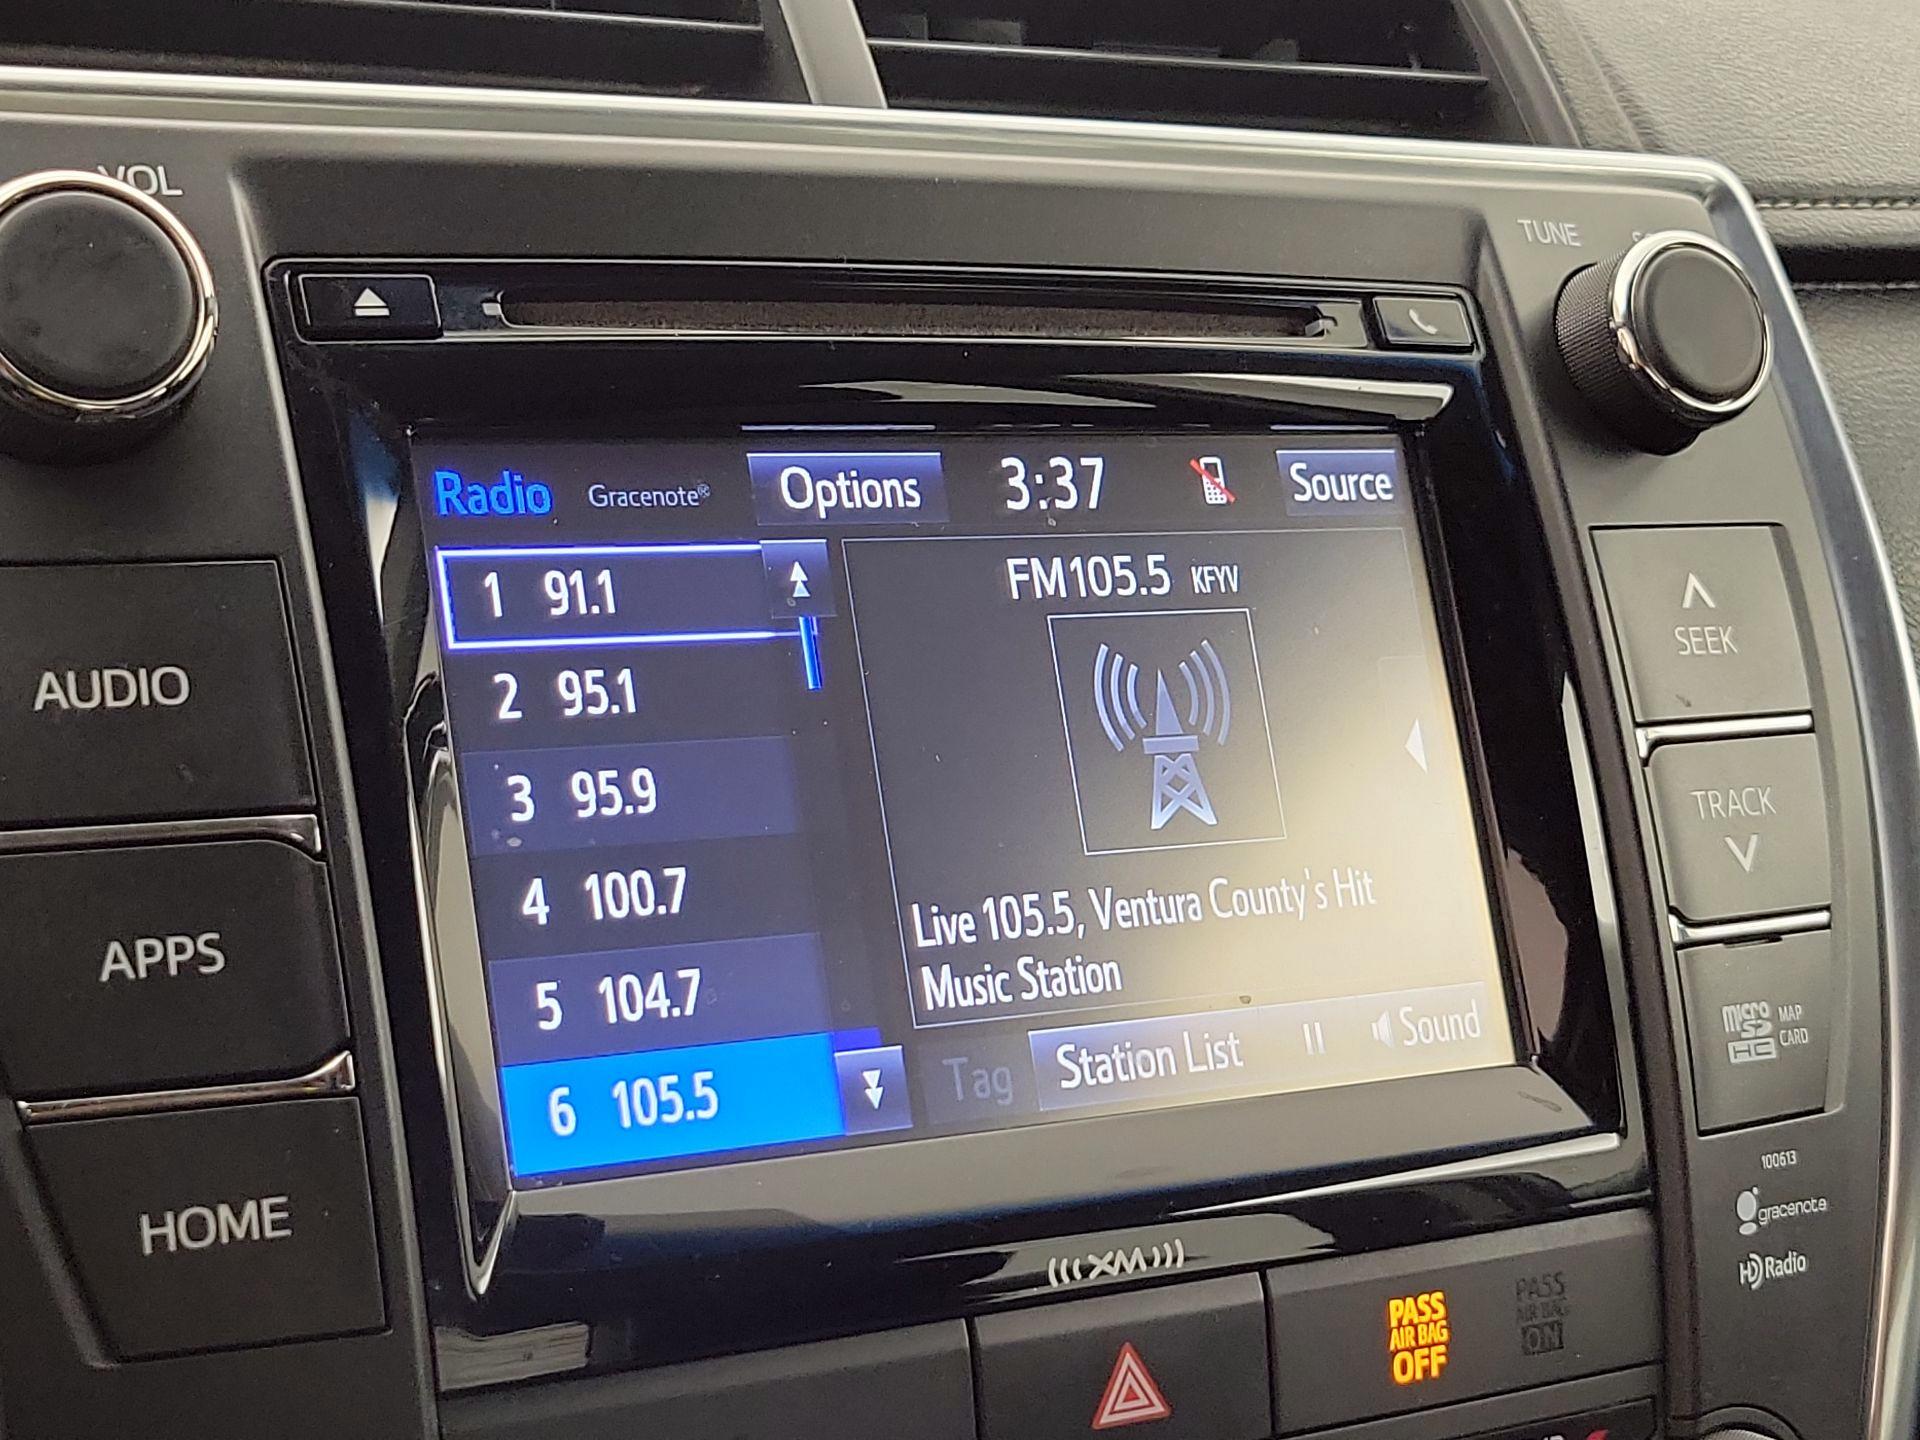 VOL
TUNE
Radio Gracenote® Options 3:37 Source
1 91.1
2 95.1
3 95.9
4 100.7
5 104.7
6 105.5
FM105.5 KFYV
Live 105.5, Ventura County's Hit
Music Station
Tag Station List Sound
AUDIO
APPS
HOME
SEEK
TRACK
micro
SD
HC
MAP
CARD
100613
gracenote
HD Radio
XM
PASS
AIR BAG
OFF
PASS
AIR BAG
ON